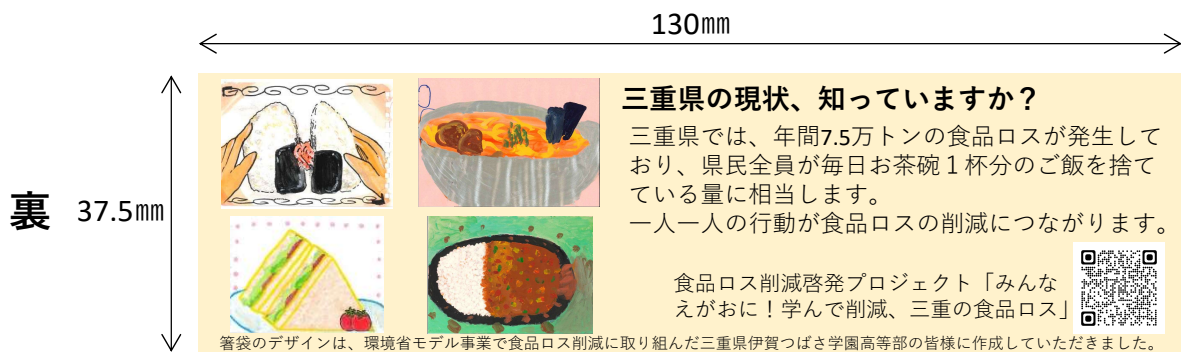 130㎜
裏
37.5㎜
三重県の現状、知っていますか？
三重県では、年間7.5万トンの食品ロスが発生して
おり、県民全員が毎日お茶碗１杯分のご飯を捨て
ている量に相当します。
一人一人の行動が食品ロスの削減につながります。
食品ロス削減啓発プロジェクト「みんな
えがおに！学んで削減、三重の食品ロス」
箸袋のデザインは、環境省モデル事業で食品ロス削減に取り組んだ三重県伊賀つばさ学園高等部の皆様に作成していただきました。